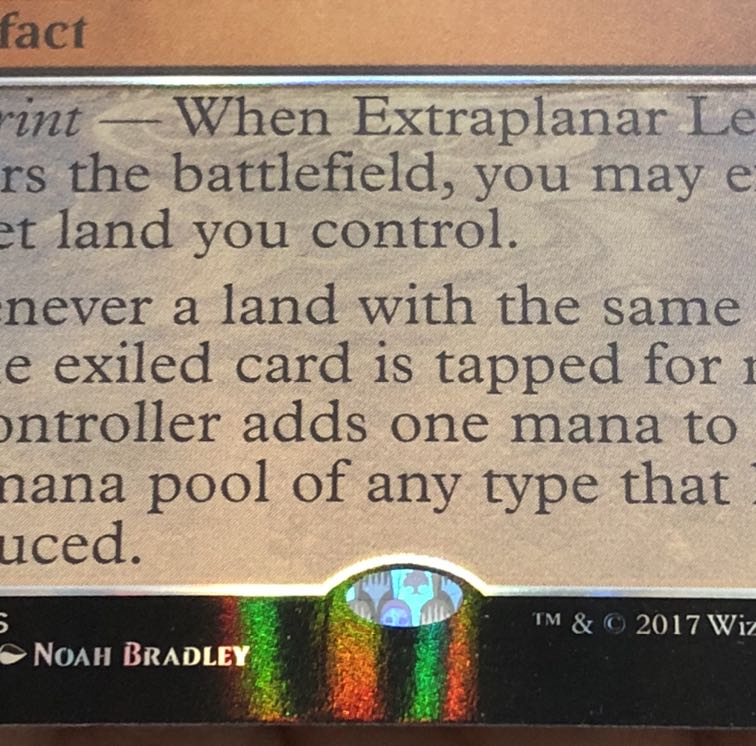 fact
rint — When Extraplanar Le
rs the battlefield, you may e
et land you control.
enever a land with the same
e exiled card is tapped for
ontroller adds one mana to
mana pool of any type that
uced.
S
NOAH BRADLEY
™ & © 2017 Wiz